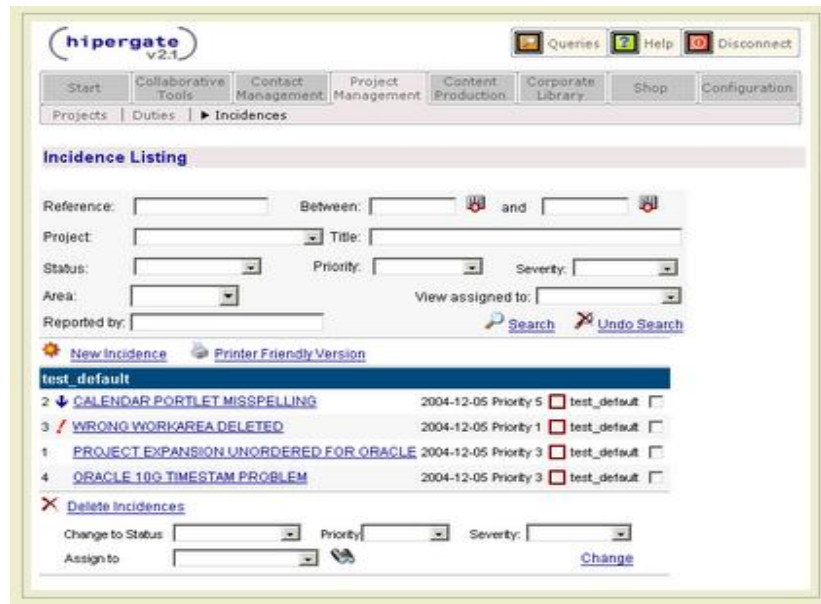 hipergate
v2.1
Queries Help Disconnect
Start Collaborative Tools Contact Management Project Management Content Production Corporate Library Shop Configuration
Projects | Duties | ▶ Incidences
Incidence Listing
Reference: Between: and
Project: Title:
Status: Priority: Severity:
Area: View assigned to:
Reported by: Search Undo Search
New Incidence Printer Friendly Version
test_default
2 CALENDAR PORTLET MISSPELLING 2004-12-05 Priority 5 test_default
3 WRONG WORKAREA DELETED 2004-12-05 Priority 1 test_default
1 PROJECT EXPANSION UNORDERED FOR ORACLE 2004-12-05 Priority 3 test_default
4 ORACLE 10G TIMESTAM PROBLEM 2004-12-05 Priority 3 test_default
Delete Incidences
Change to Status Priority Severity:
Assign to Change